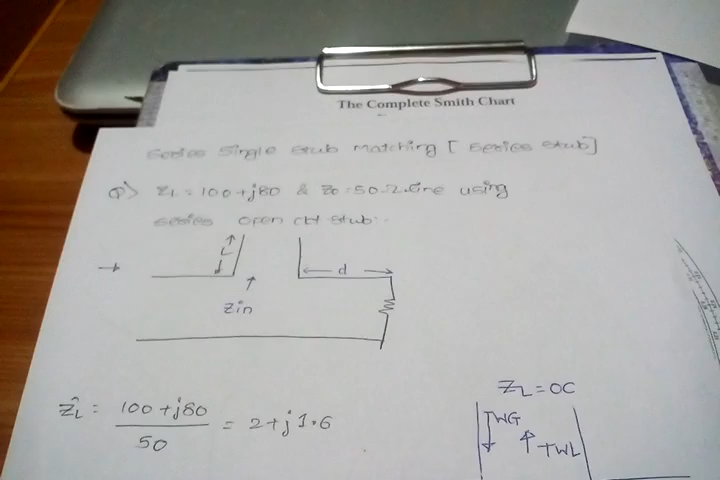 The Complete Smith Chart
Series Single Stub Matching [ Series Stub]
Q> ZL = 100+j80 & Z0 = 50Ω line using
series open ckt stub:-
L
d
Zin
ẐL = 100+j80 / 50 = 2+j1.6
ZL = OC
TWG
TWL